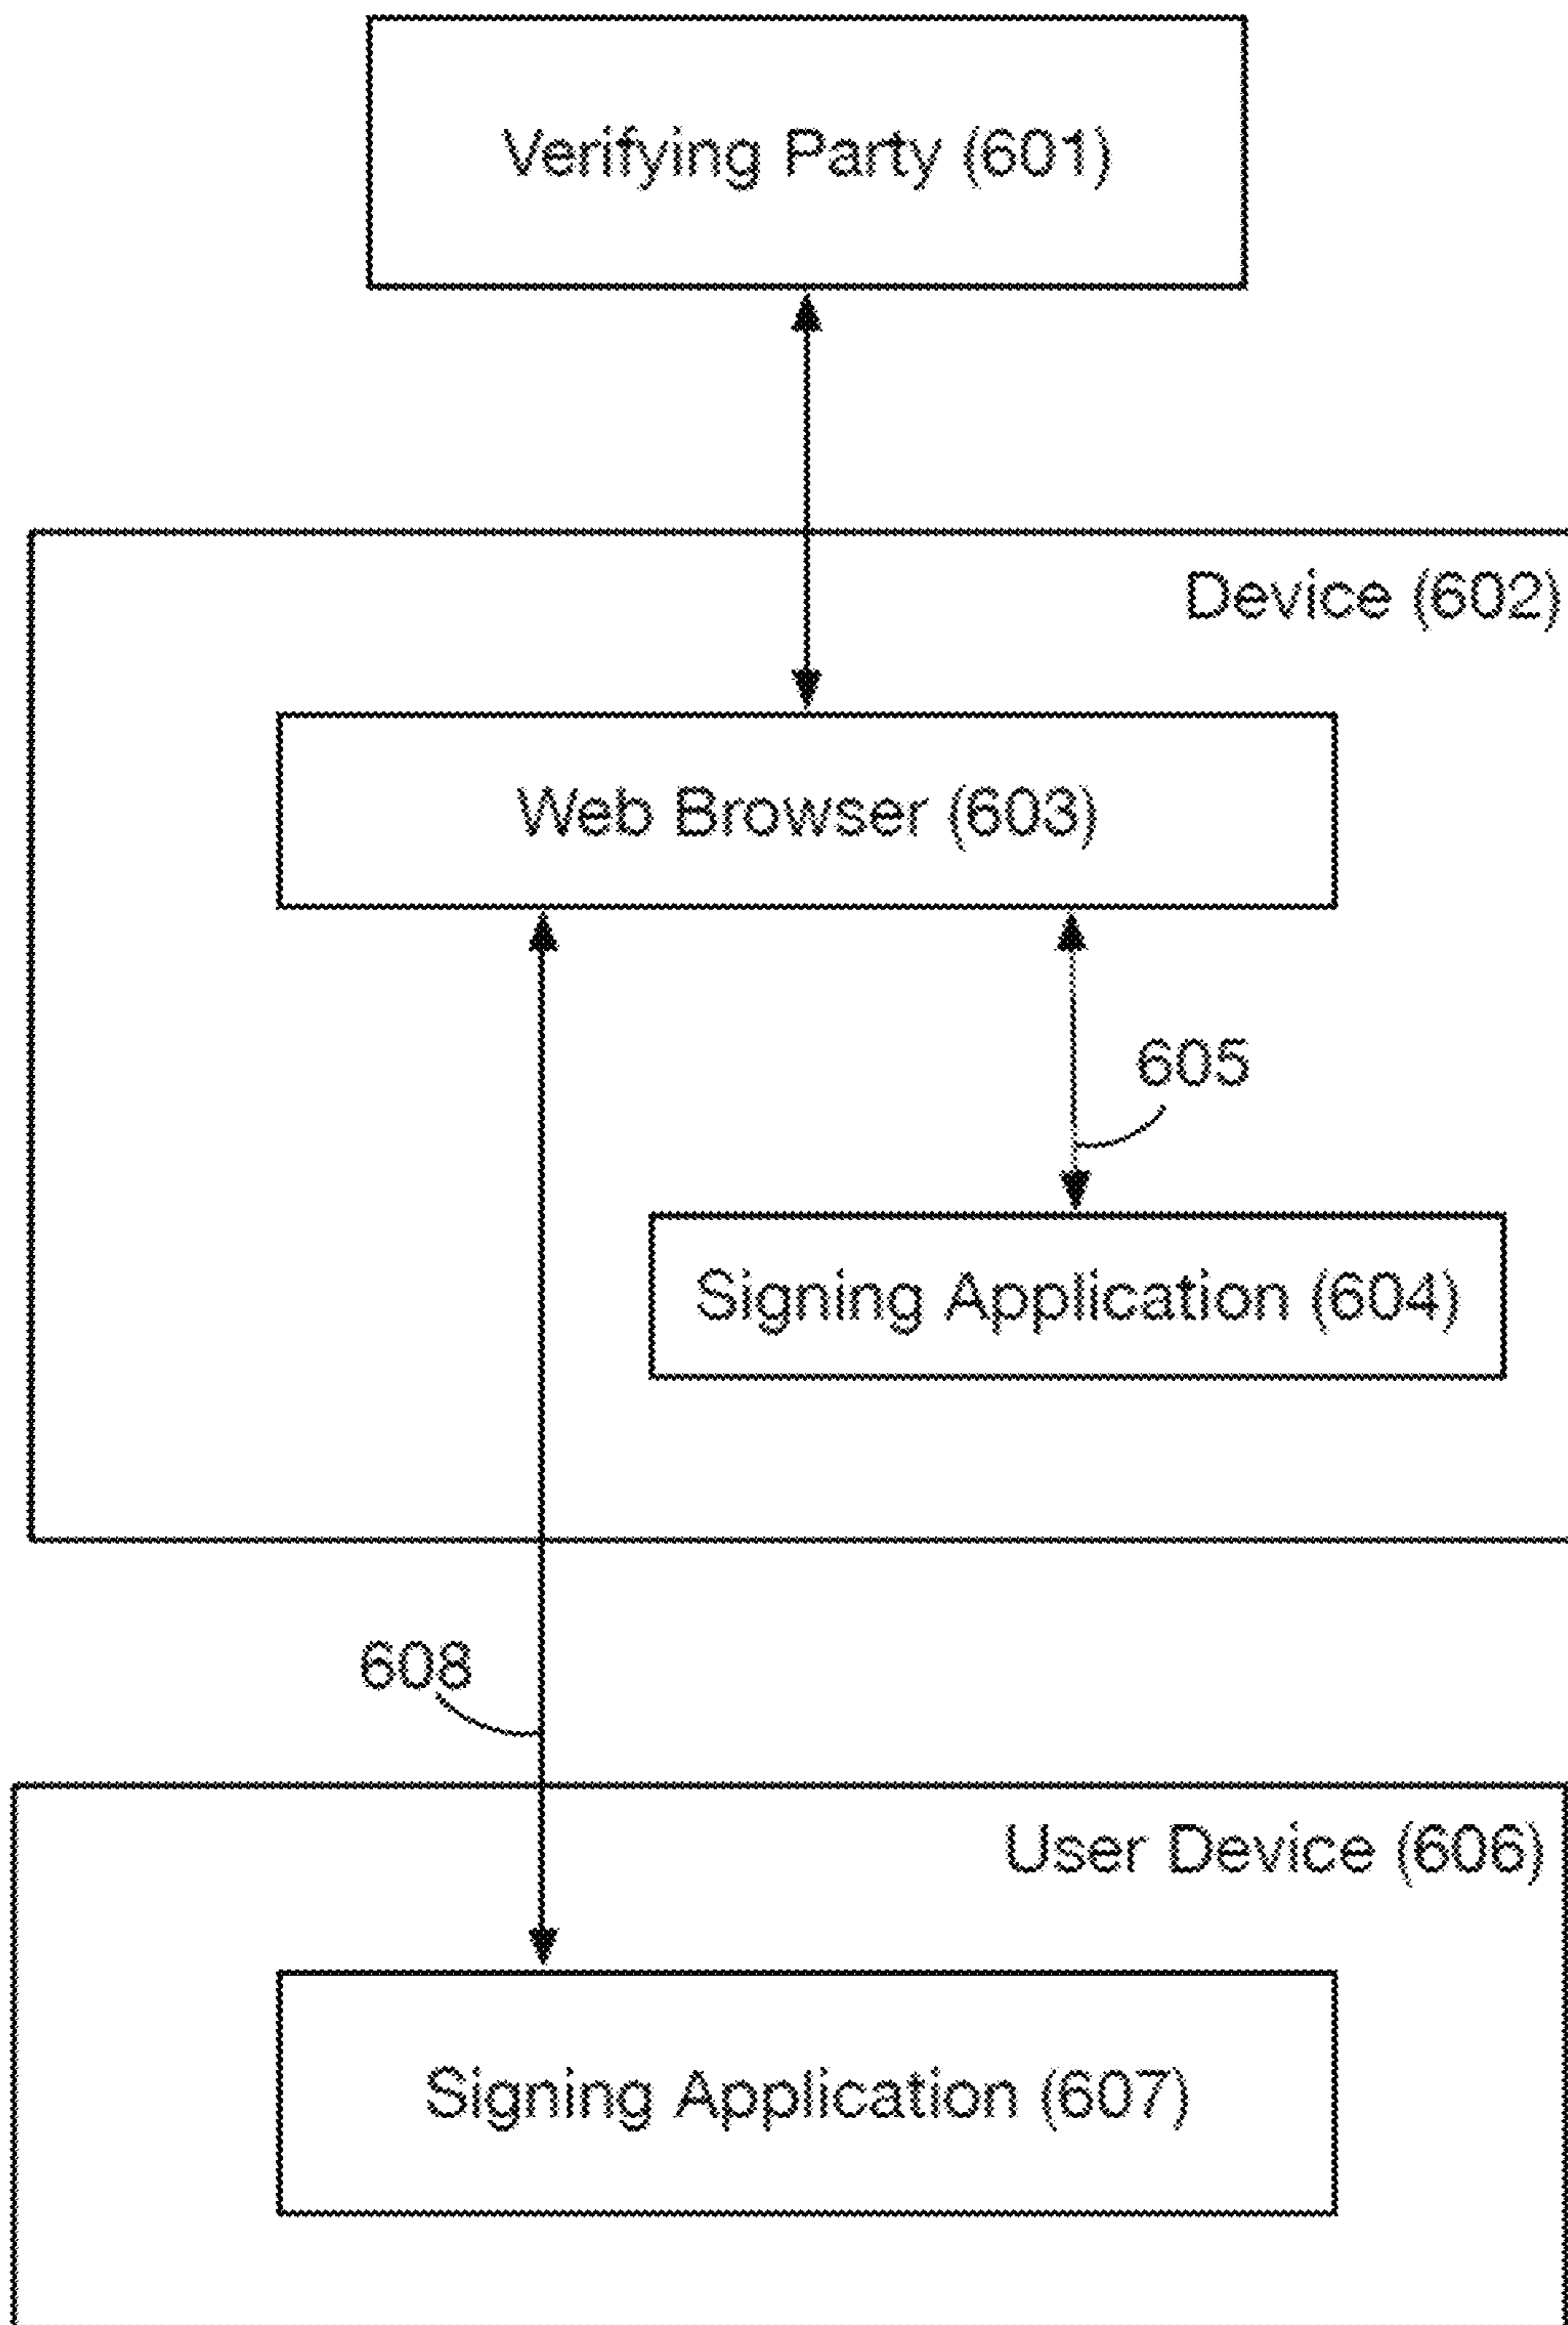 Verifying Party (601)
Device (602)
Web Browser (603)
605
Signing Application (604)
608
User Device (606)
Signing Application (607)